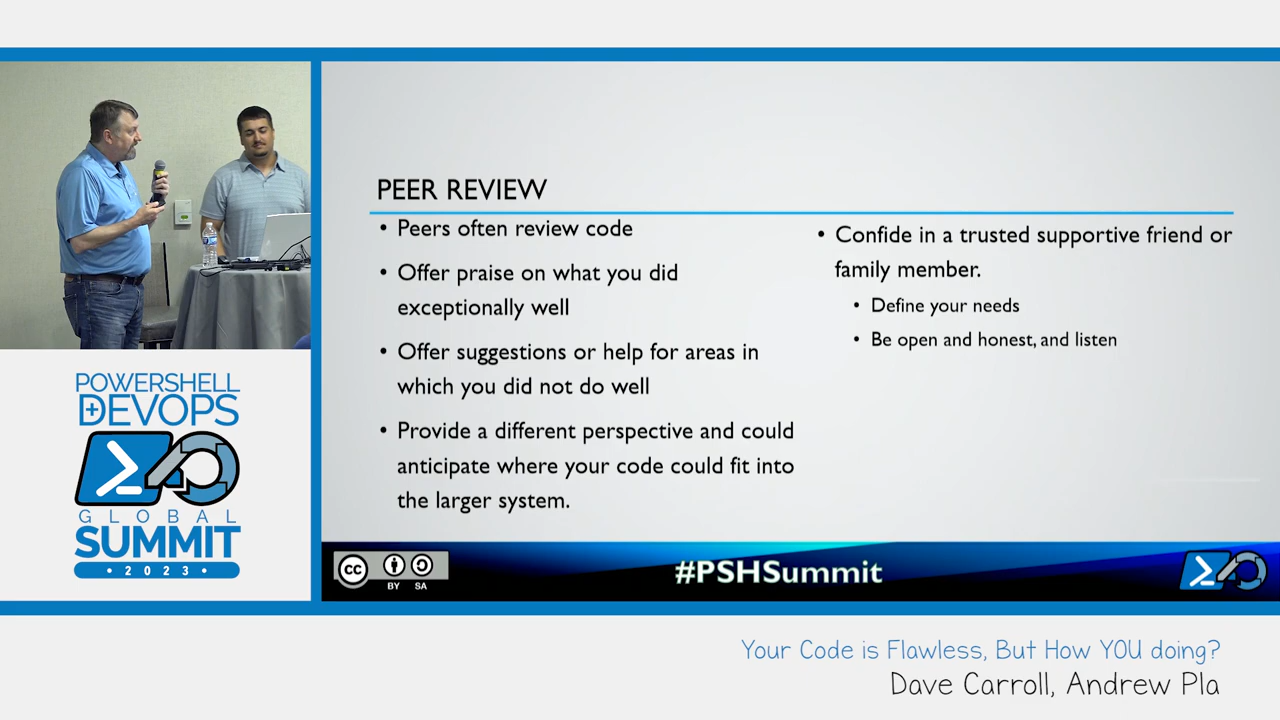 PEER REVIEW
• Peers often review code
• Offer praise on what you did
exceptionally well
• Offer suggestions or help for areas in
which you did not do well
• Provide a different perspective and could
anticipate where your code could fit into
the larger system.
• Confide in a trusted supportive friend or
family member.
• Define your needs
• Be open and honest, and listen
POWERSHELL
+DEVOPS
GLOBAL
SUMMIT
• 2023 •
cc
BY SA
#PSHSummit
Your Code is Flawless, But How YOU doing?
Dave Carroll, Andrew Pla